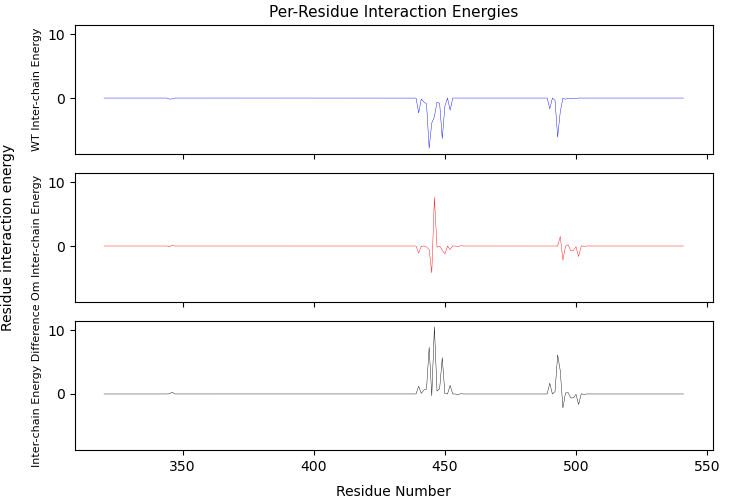 Per-Residue Interaction Energies
Residue interaction energy
WT Inter-chain Energy
10
0
Om Inter-chain Energy
10
0
Inter-chain Energy Difference
10
0
350
400
450
500
550
Residue Number